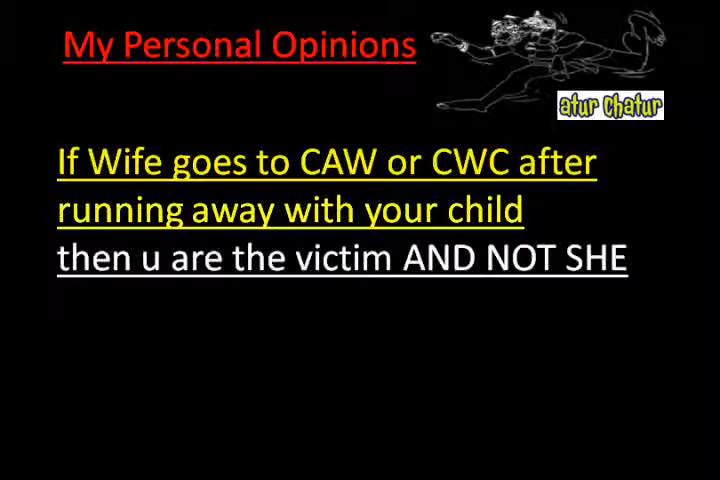 My Personal Opinions
atur chatur
If Wife goes to CAW or CWC after
running away with your child
then u are the victim AND NOT SHE